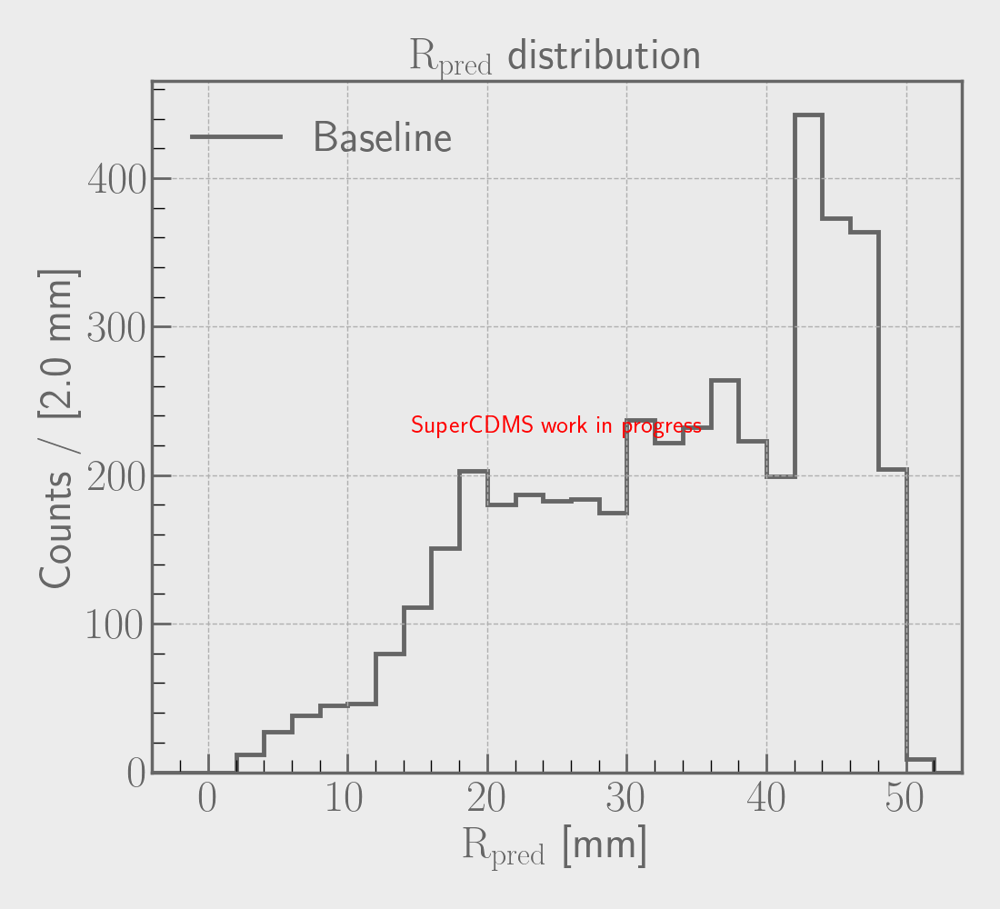 R_pred distribution
Baseline
400
300
200
100
0
Counts / [2.0 mm]
SuperCDMS work in progress
0 10 20 30 40 50
R_pred [mm]